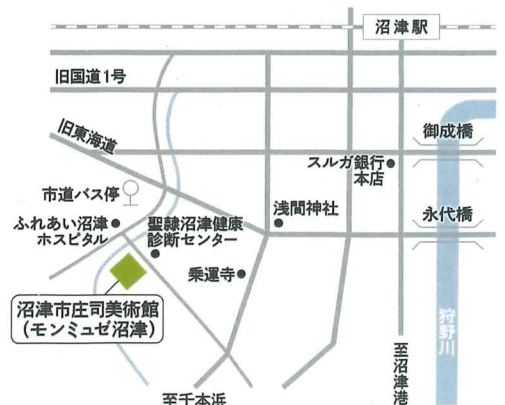 沼津駅
旧国道1号
旧東海道
御成橋
スルガ銀行
本店
市道バス停
永代橋
浅間神社
ふれあい沼津
ホスピタル
聖隷沼津健康
診断センター
乗運寺
沼津市庄司美術館
（モンミュゼ沼津）
狩野川
至沼津港
至千本浜